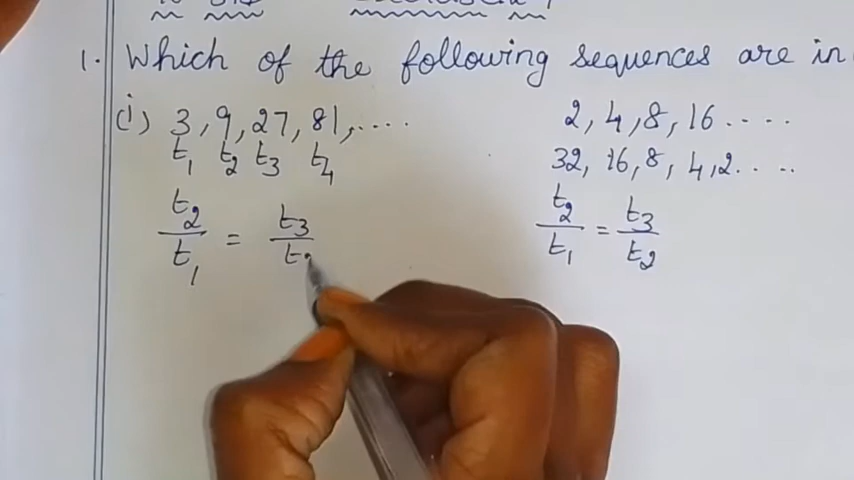 1. Which of the following sequences are in
(i) 3, 9, 27, 81, ....
t1 t2 t3 t4
t2/t1 = t3/t2
2, 4, 8, 16 ....
32, 16, 8, 4, 2.....
t2/t1 = t3/t2